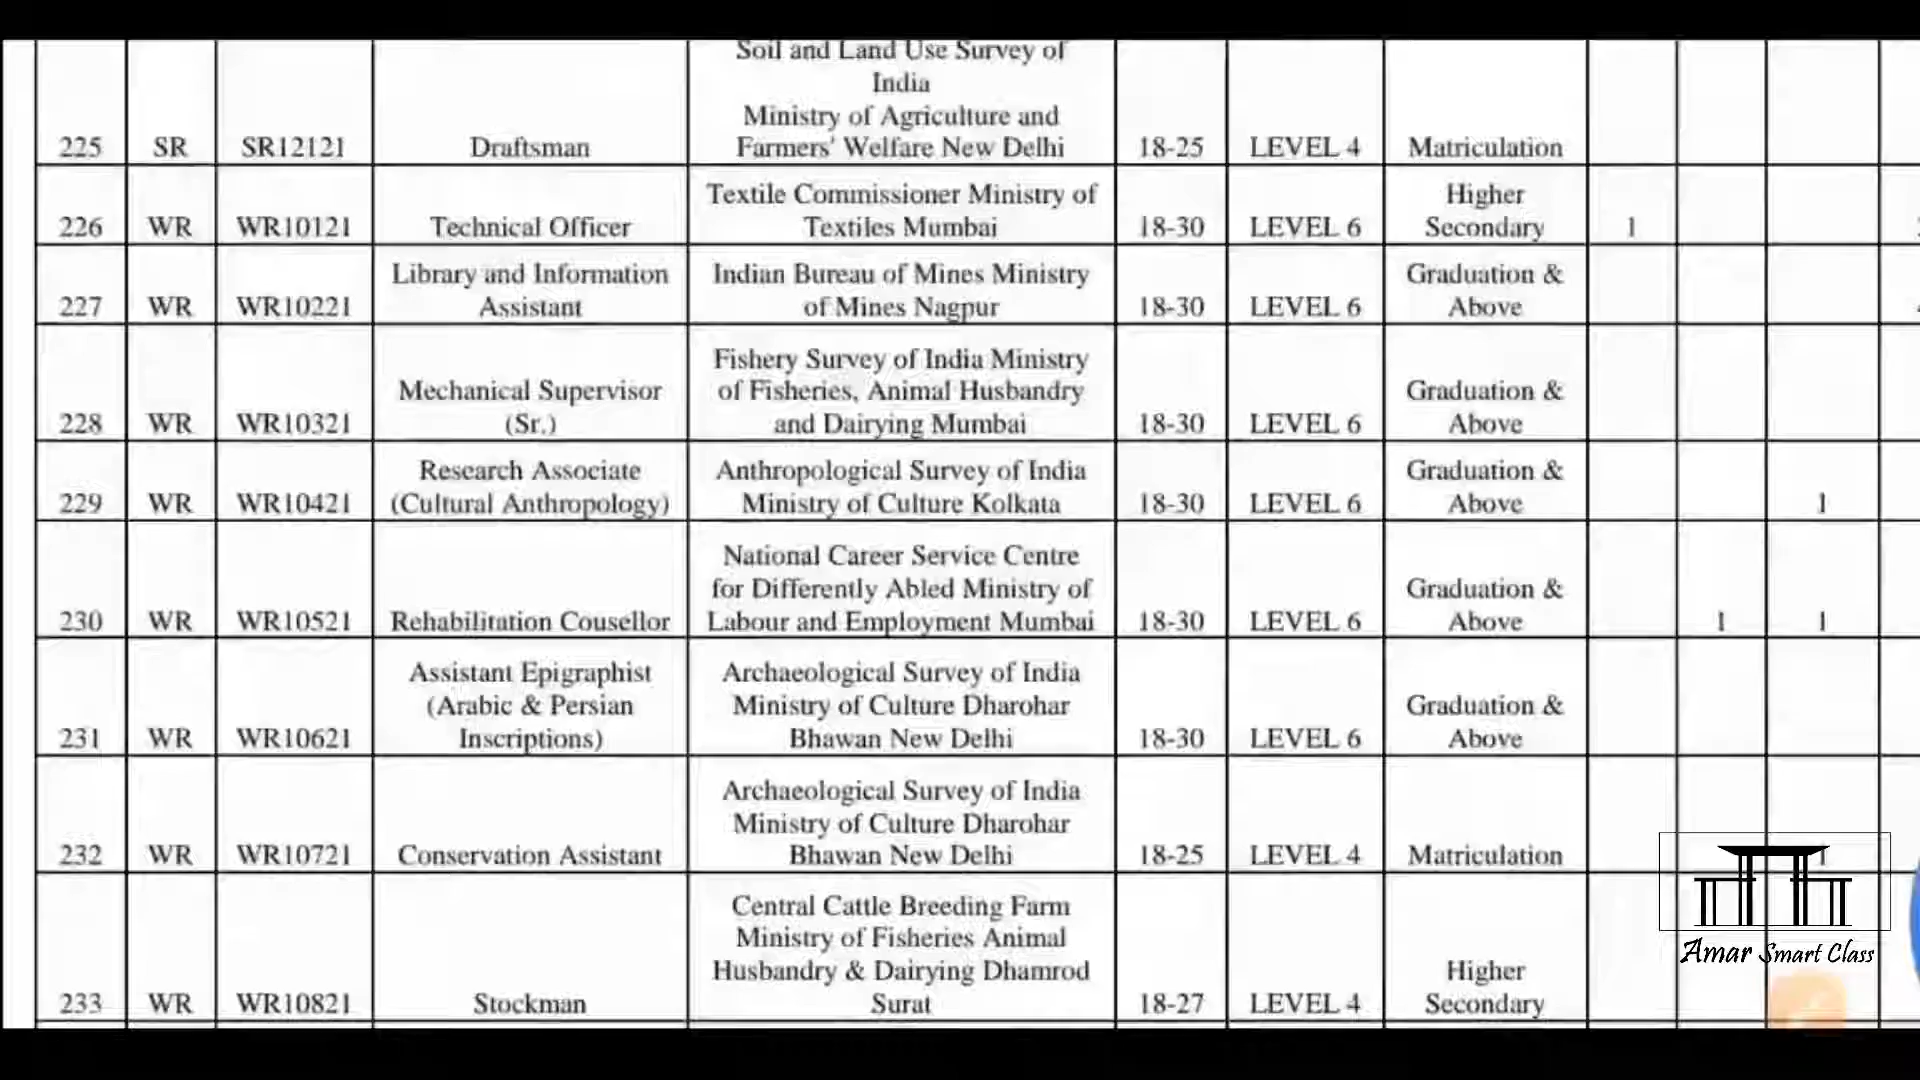 Soil and Land Use Survey of
India
Ministry of Agriculture and
225 SR SR12121 Draftsman Farmers' Welfare New Delhi 18-25 LEVEL 4 Matriculation
Textile Commissioner Ministry of Higher
226 WR WR10121 Technical Officer Textiles Mumbai 18-30 LEVEL 6 Secondary 1
Library and Information Indian Bureau of Mines Ministry Graduation &
227 WR WR10221 Assistant of Mines Nagpur 18-30 LEVEL 6 Above
Fishery Survey of India Ministry
Mechanical Supervisor of Fisheries, Animal Husbandry Graduation &
228 WR WR10321 (Sr.) and Dairying Mumbai 18-30 LEVEL 6 Above
Research Associate Anthropological Survey of India Graduation &
229 WR WR10421 (Cultural Anthropology) Ministry of Culture Kolkata 18-30 LEVEL 6 Above 1
National Career Service Centre
for Differently Abled Ministry of Graduation &
230 WR WR10521 Rehabilitation Cousellor Labour and Employment Mumbai 18-30 LEVEL 6 Above 1 1
Assistant Epigraphist Archaeological Survey of India
(Arabic & Persian Ministry of Culture Dharohar Graduation &
231 WR WR10621 Inscriptions) Bhawan New Delhi 18-30 LEVEL 6 Above
Archaeological Survey of India
Ministry of Culture Dharohar
232 WR WR10721 Conservation Assistant Bhawan New Delhi 18-25 LEVEL 4 Matriculation 1
Central Cattle Breeding Farm
Ministry of Fisheries Animal
Husbandry & Dairying Dhamrod Higher
233 WR WR10821 Stockman Surat 18-27 LEVEL 4 Secondary
Amar Smart Class